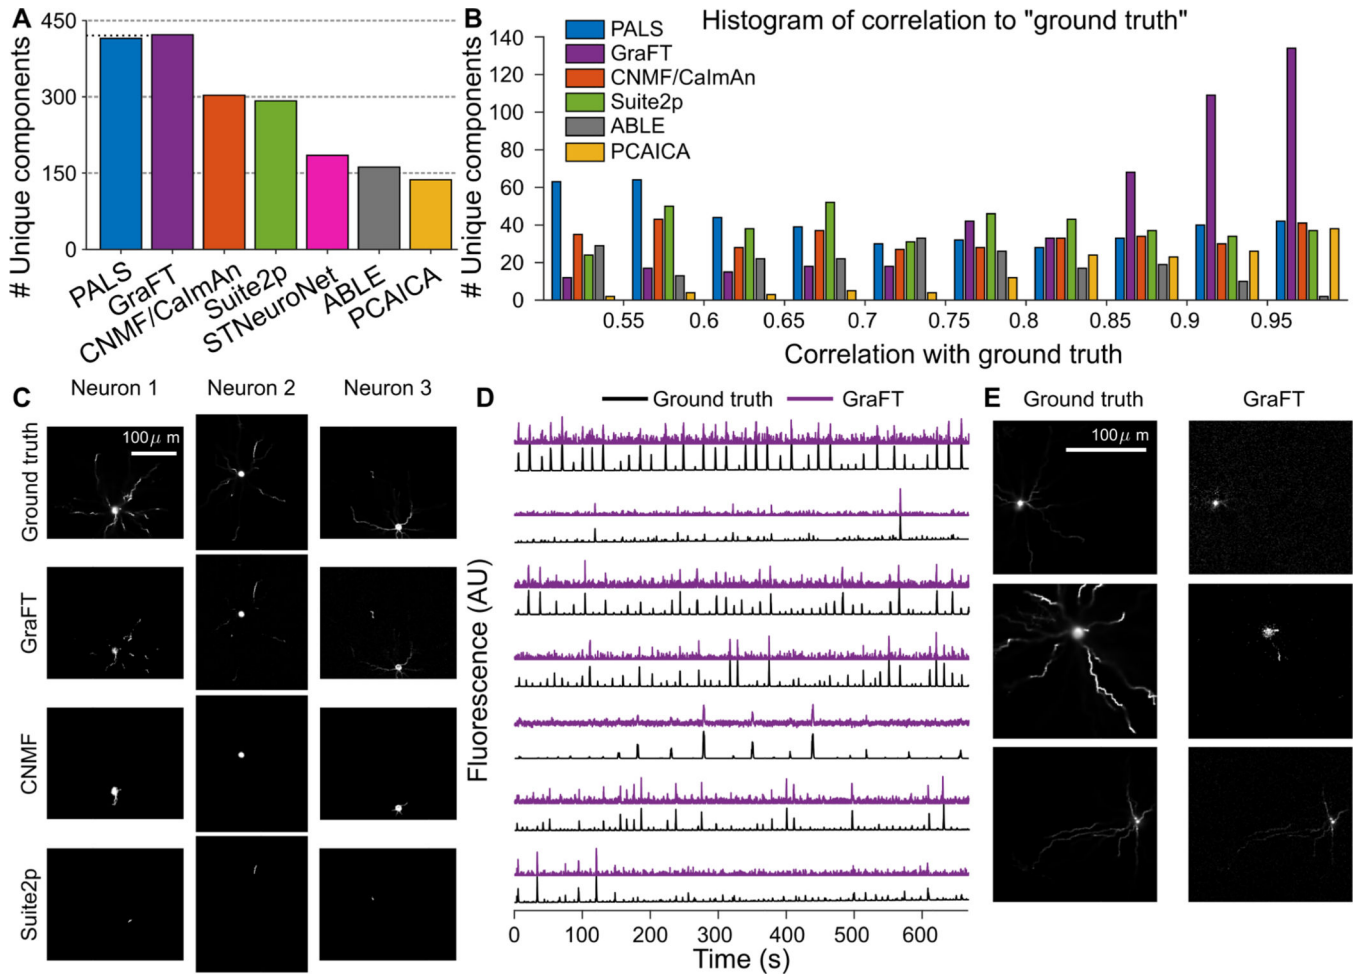 A
# Unique components
450
300
150
0
PALS
GraFT
CNMF/CaImAn
Suite2p
STNeuroNet
ABLE
PCAICA
B
Histogram of correlation to "ground truth"
# Unique components
140
120
100
80
60
40
20
0
PALS
GraFT
CNMF/CaImAn
Suite2p
ABLE
PCAICA
0.55
0.6
0.65
0.7
0.75
0.8
0.85
0.9
0.95
Correlation with ground truth
C
Neuron 1
Neuron 2
Neuron 3
100μ m
Ground truth
GraFT
CNMF
Suite2p
D
Ground truth
GraFT
Fluorescence (AU)
0
100
200
300
400
500
600
Time (s)
E
Ground truth
GraFT
100μ m